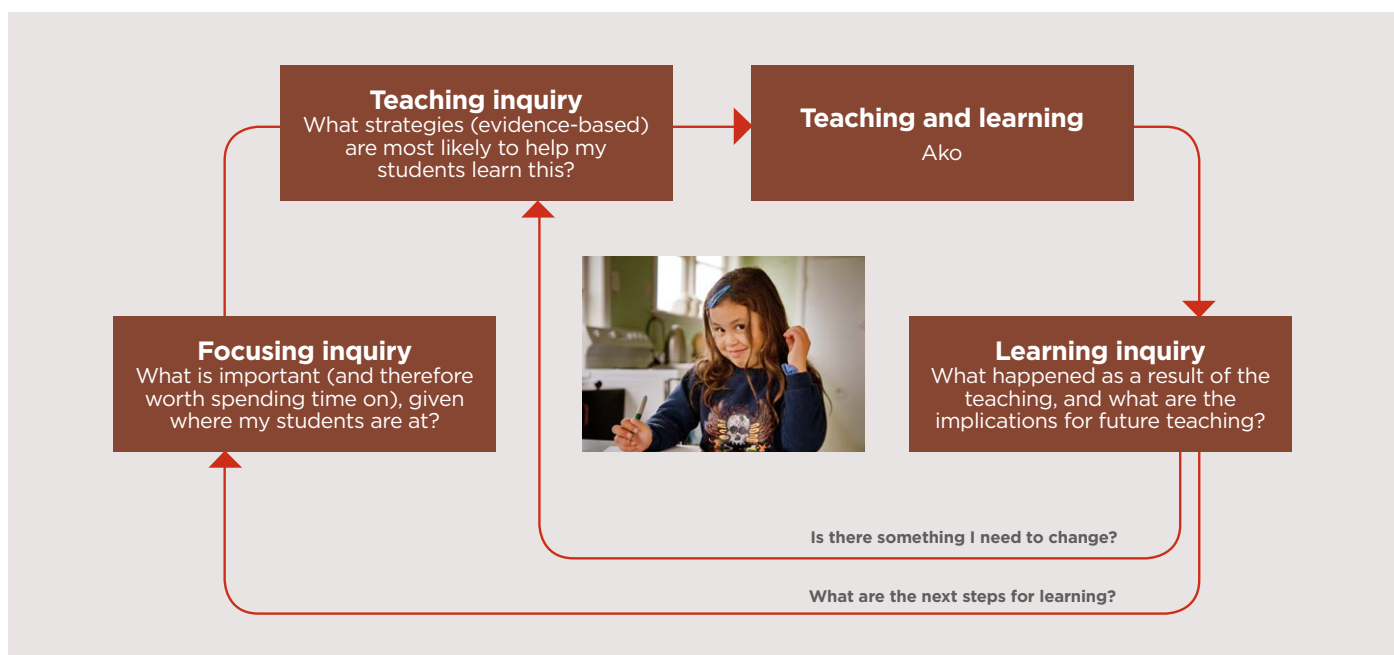 Teaching inquiry
What strategies (evidence-based)
are most likely to help my
students learn this?
Teaching and learning
Ako
Focusing inquiry
What is important (and therefore
worth spending time on), given
where my students are at?
Learning inquiry
What happened as a result of the
teaching, and what are the
implications for future teaching?
Is there something I need to change?
What are the next steps for learning?